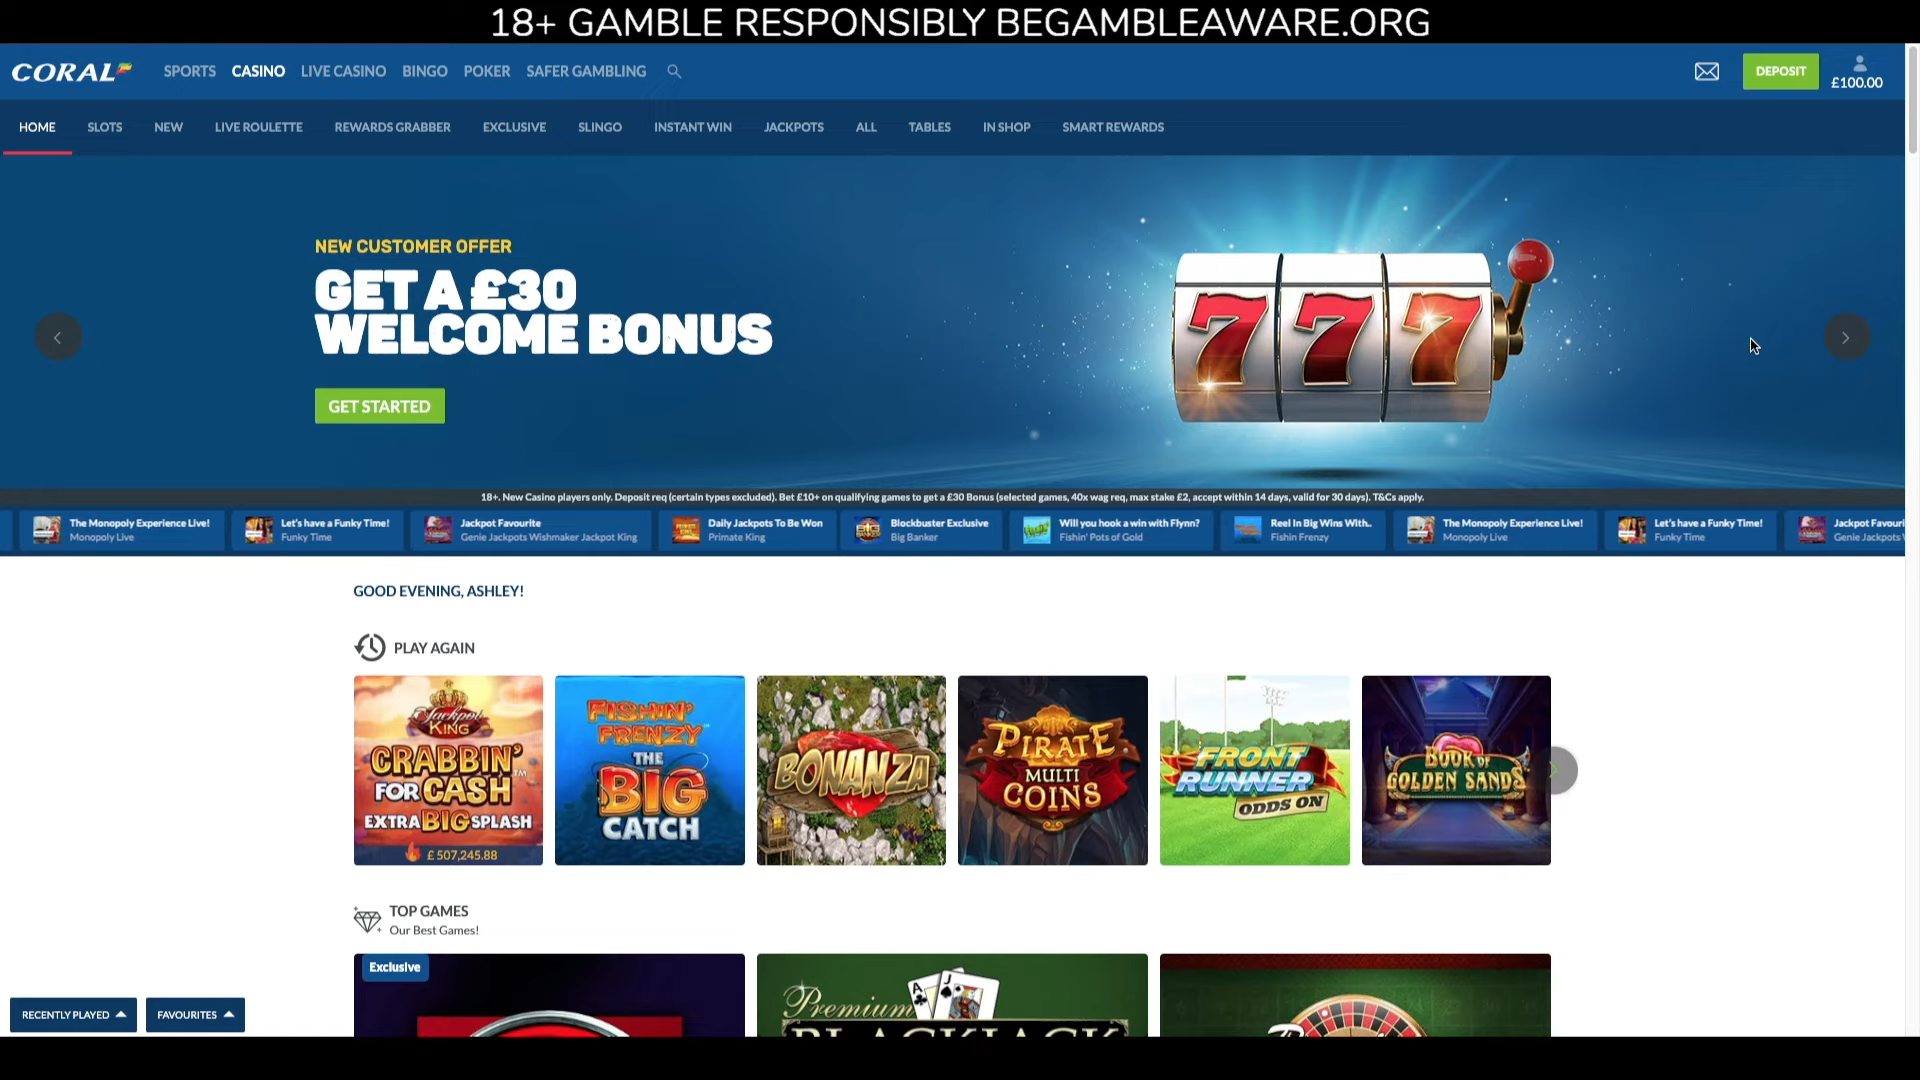 18+ GAMBLE RESPONSIBLY BEGAMBLEAWARE.ORG
CORAL SPORTS CASINO LIVE CASINO BINGO POKER SAFER GAMBLING DEPOSIT £100.00
HOME SLOTS NEW LIVE ROULETTE REWARDS GRABBER EXCLUSIVE SLINGO INSTANT WIN JACKPOTS ALL TABLES IN SHOP SMART REWARDS
NEW CUSTOMER OFFER
GET A £30
WELCOME BONUS
777
GET STARTED
18+. New Casino players only. Deposit req (certain types excluded). Bet £10+ on qualifying games to get a £30 Bonus (selected games, 40x wag req, max stake £2, accept within 14 days, valid for 30 days). T&Cs apply.
The Monopoly Experience Live!
Monopoly Live
Let's have a Funky Time!
Funky Time
Jackpot Favourite
Genie Jackpots Wishmaker Jackpot King
Daily Jackpots To Be Won
Primate King
Blockbuster Exclusive
Big Banker
Will you hook a win with Flynn?
Fishin' Pots of Gold
Reel In Big Wins With..
Fishin Frenzy
The Monopoly Experience Live!
Monopoly Live
Let's have a Funky Time!
Funky Time
Jackpot Favouri
Genie Jackpots
GOOD EVENING, ASHLEY!
PLAY AGAIN
Jackpot
KING
CRABBIN'
FOR CASH™
EXTRA BIG SPLASH
£ 507,245.88
FISHIN'
FRENZY™
THE
BIG
CATCH
BONANZA
PIRATE
MULTI
COINS
FRONT
RUNNER
ODDS ON
BOOK OF
GOLDEN SANDS™
TOP GAMES
Our Best Games!
Exclusive
Premium
BLACKJACK
A
J
RECENTLY PLAYED
FAVOURITES